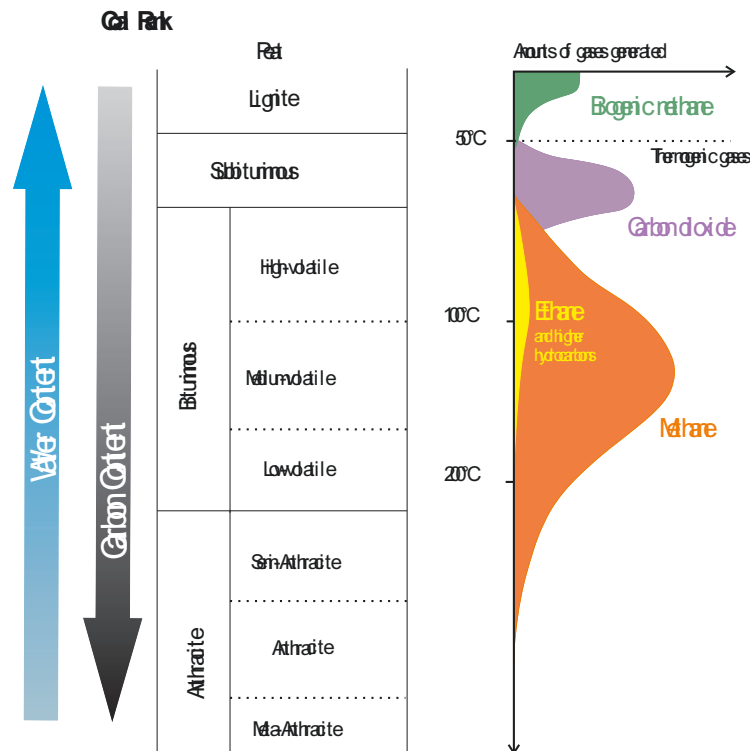 Coal Rank
Peat
Lignite
Subbituminous
Bituminous
High-volatile
Medium-volatile
Low-volatile
Anthracite
Semi-Anthracite
Anthracite
Meta-Anthracite
Water Content
Carbon Content
Amounts of gases generated
Biogenic methane
50°C
Thermogenic gases
Carbon dioxide
100°C
Ethane
and higher
hydrocarbons
Methane
200°C